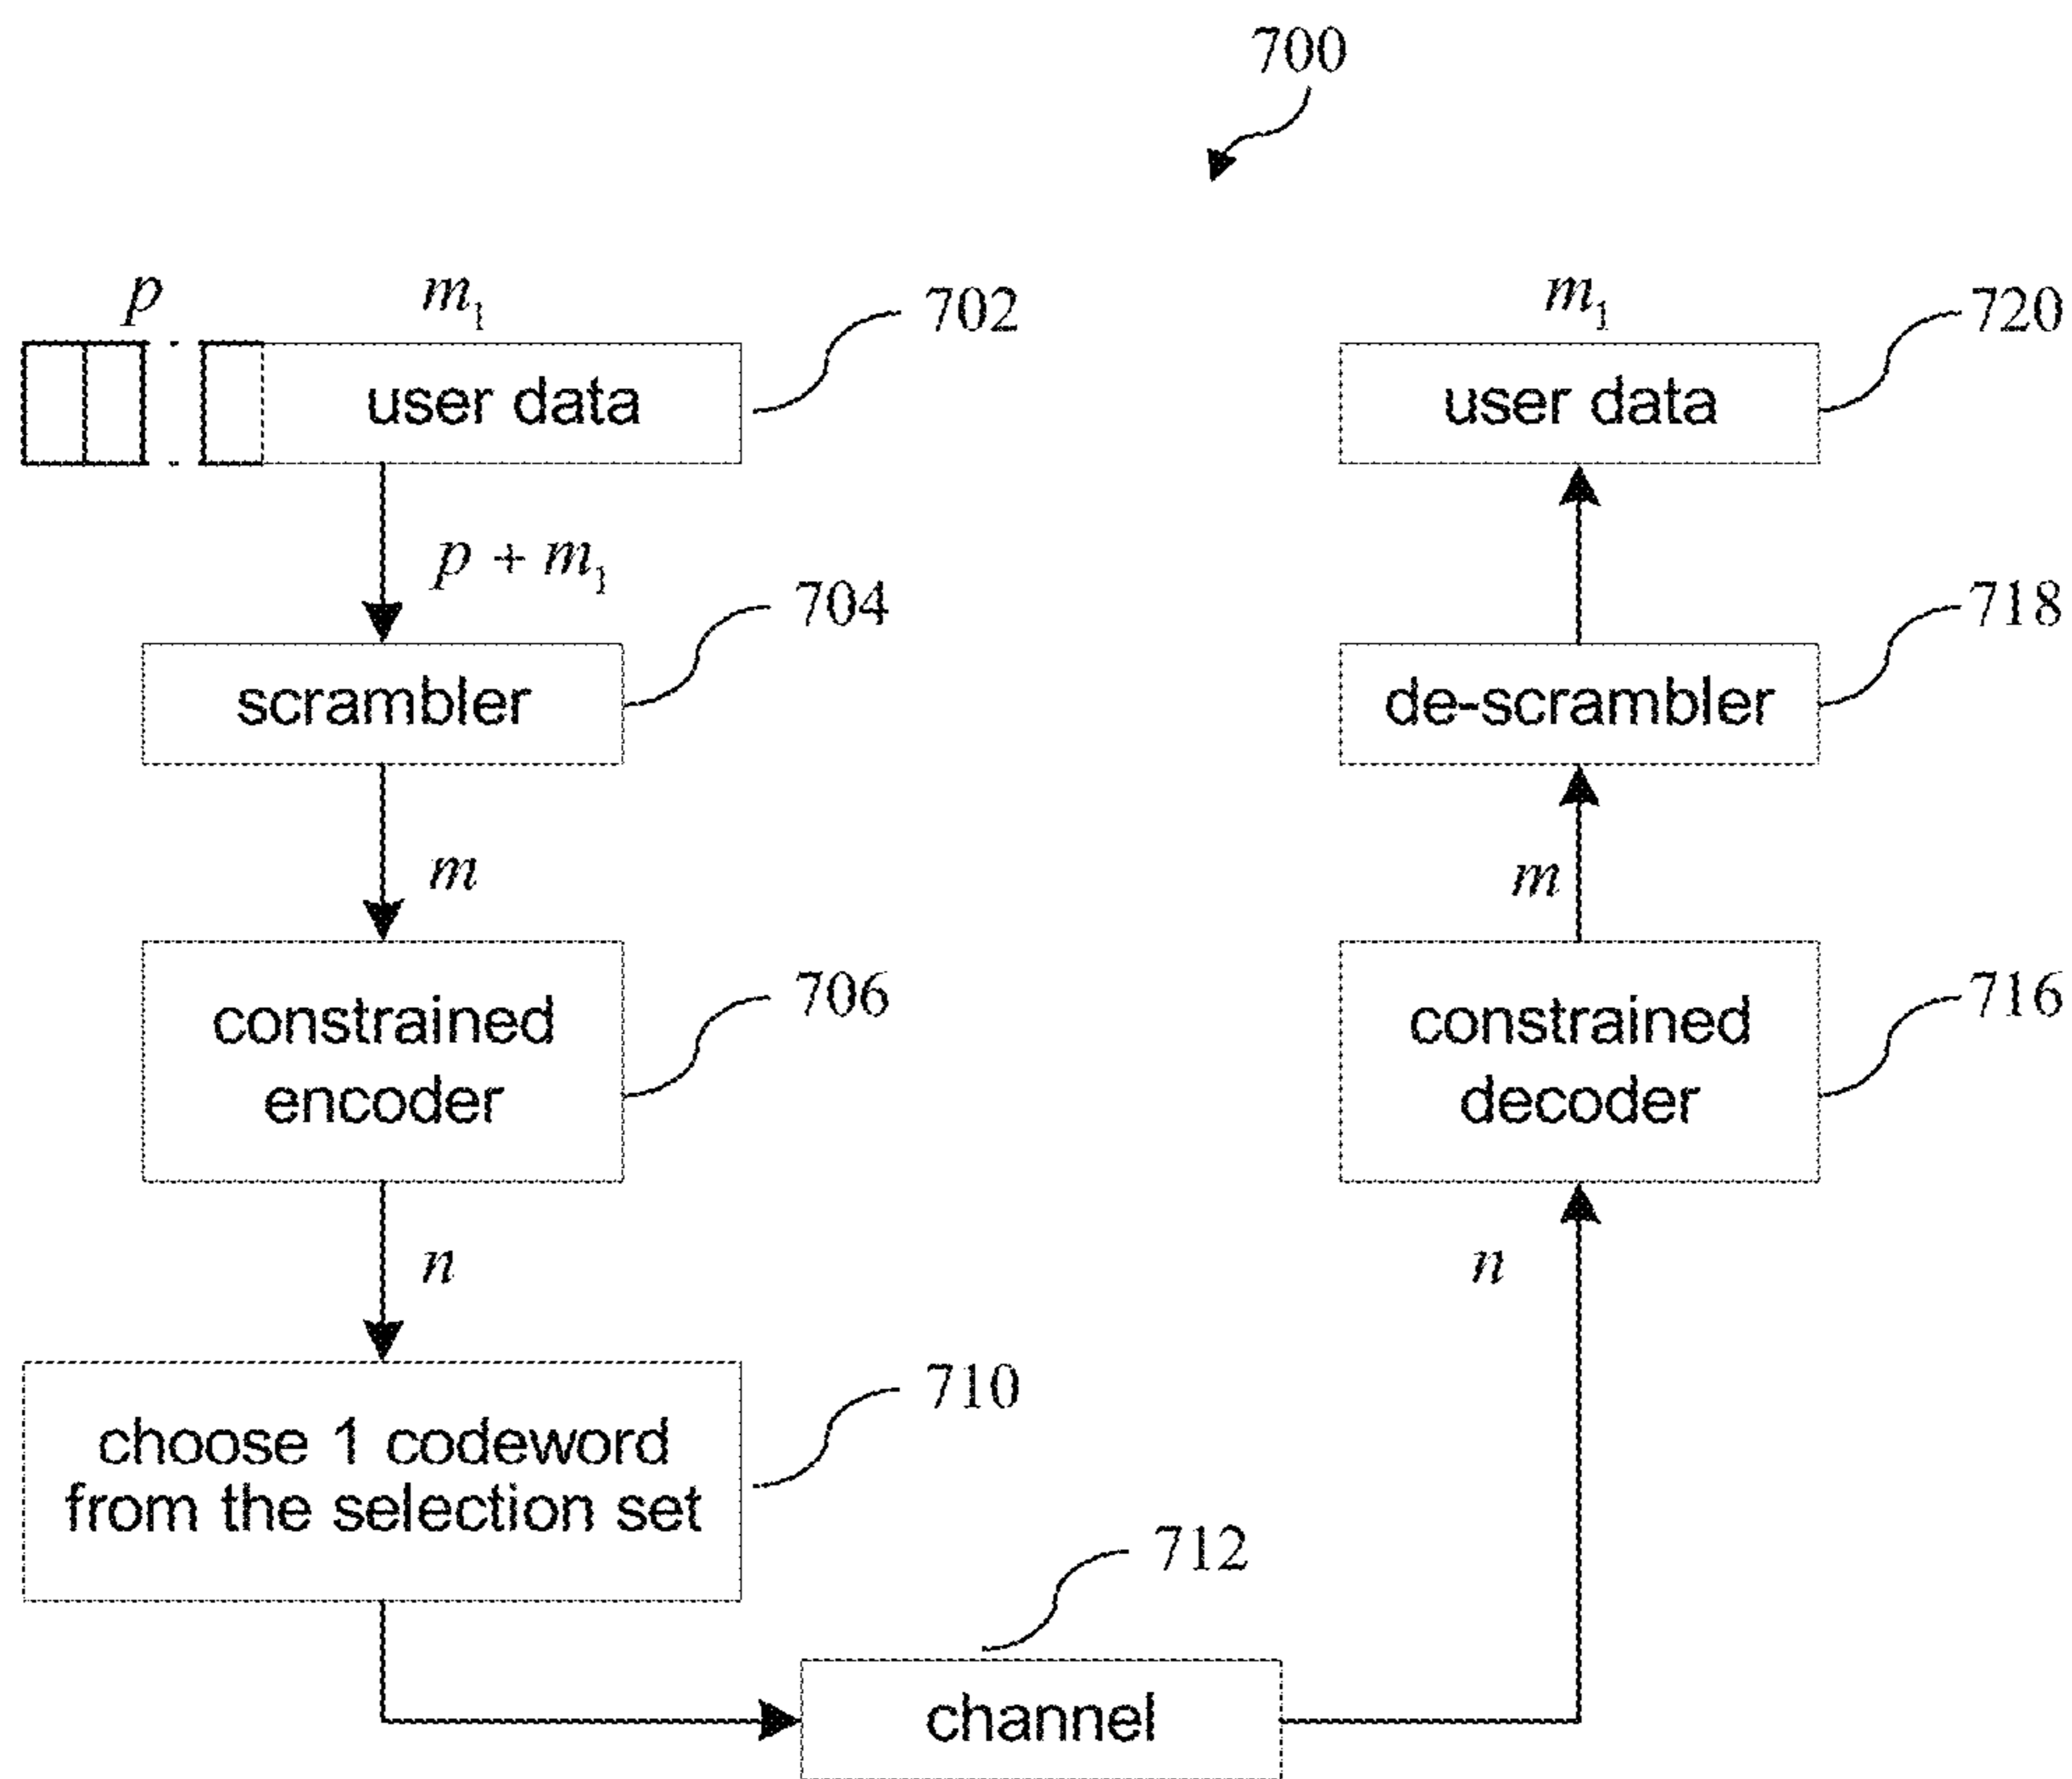 700
p
m₁
702
user data
p + m₁
704
scrambler
m
706
constrained
encoder
n
710
choose 1 codeword
from the selection set
712
channel
m₁
720
user data
718
de-scrambler
m
716
constrained
decoder
n